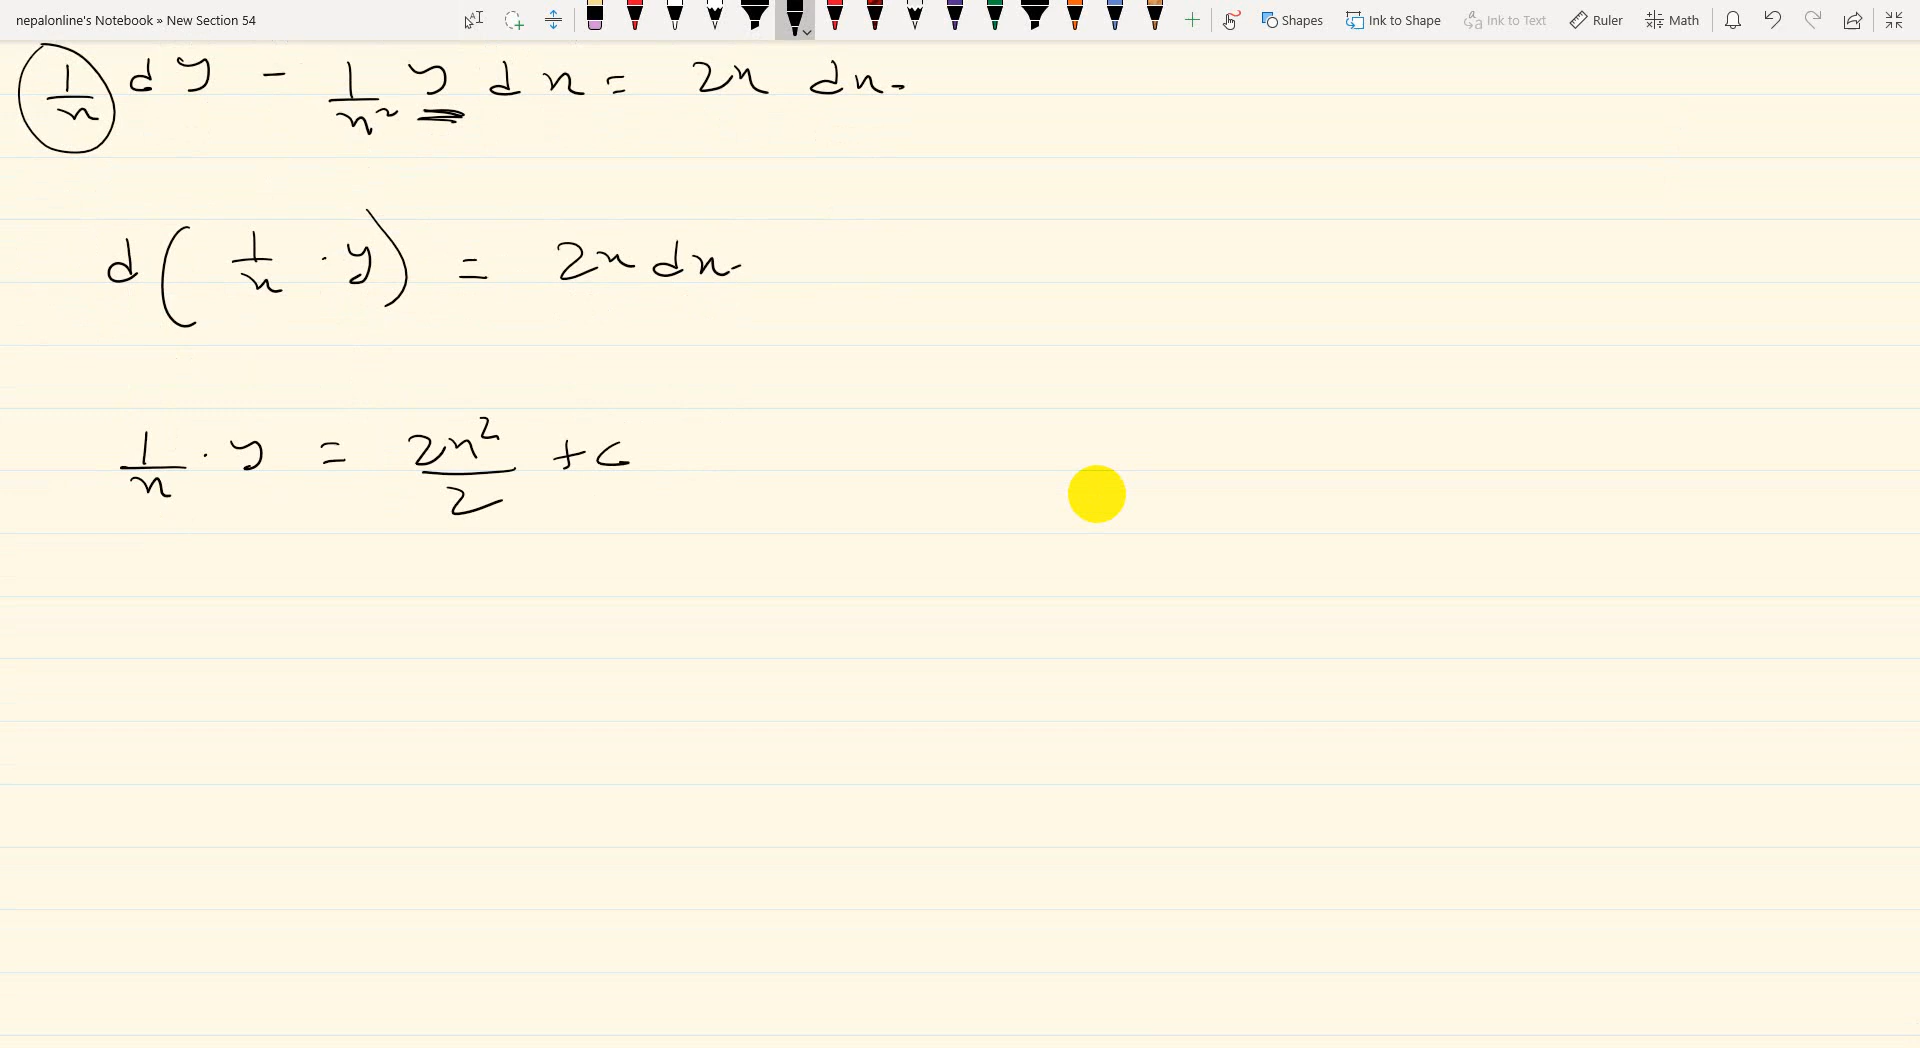 nepalonline's Notebook » New Section 54
Shapes Ink to Shape Ink to Text Ruler Math
1/x dy - 1/x² y dx = 2x dx.
d( 1/x · y ) = 2x dx.
1/x · y = 2x²/2 + c